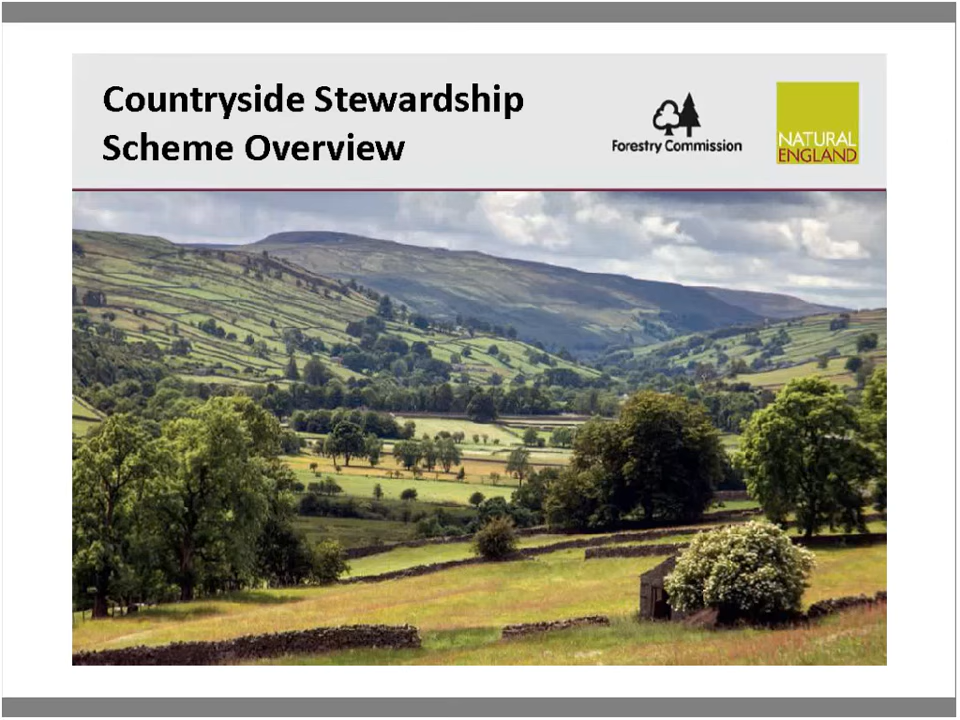 Countryside Stewardship
Scheme Overview
Forestry Commission
NATURAL
ENGLAND